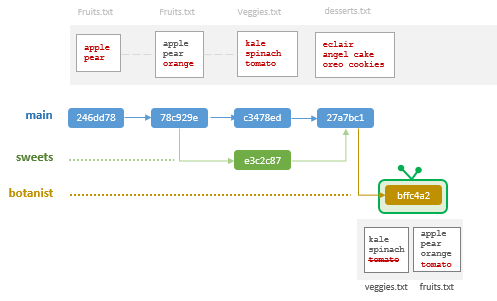 Fruits.txt
Fruits.txt
Veggies.txt
desserts.txt
apple
pear
apple
pear
orange
kale
spinach
tomato
eclair
angel cake
oreo cookies
main
246dd78
78c929e
c3478ed
27a7bc1
sweets
e3c2c87
botanist
bffc4a2
kale
spinach
tomato
apple
pear
orange
tomato
veggies.txt
fruits.txt